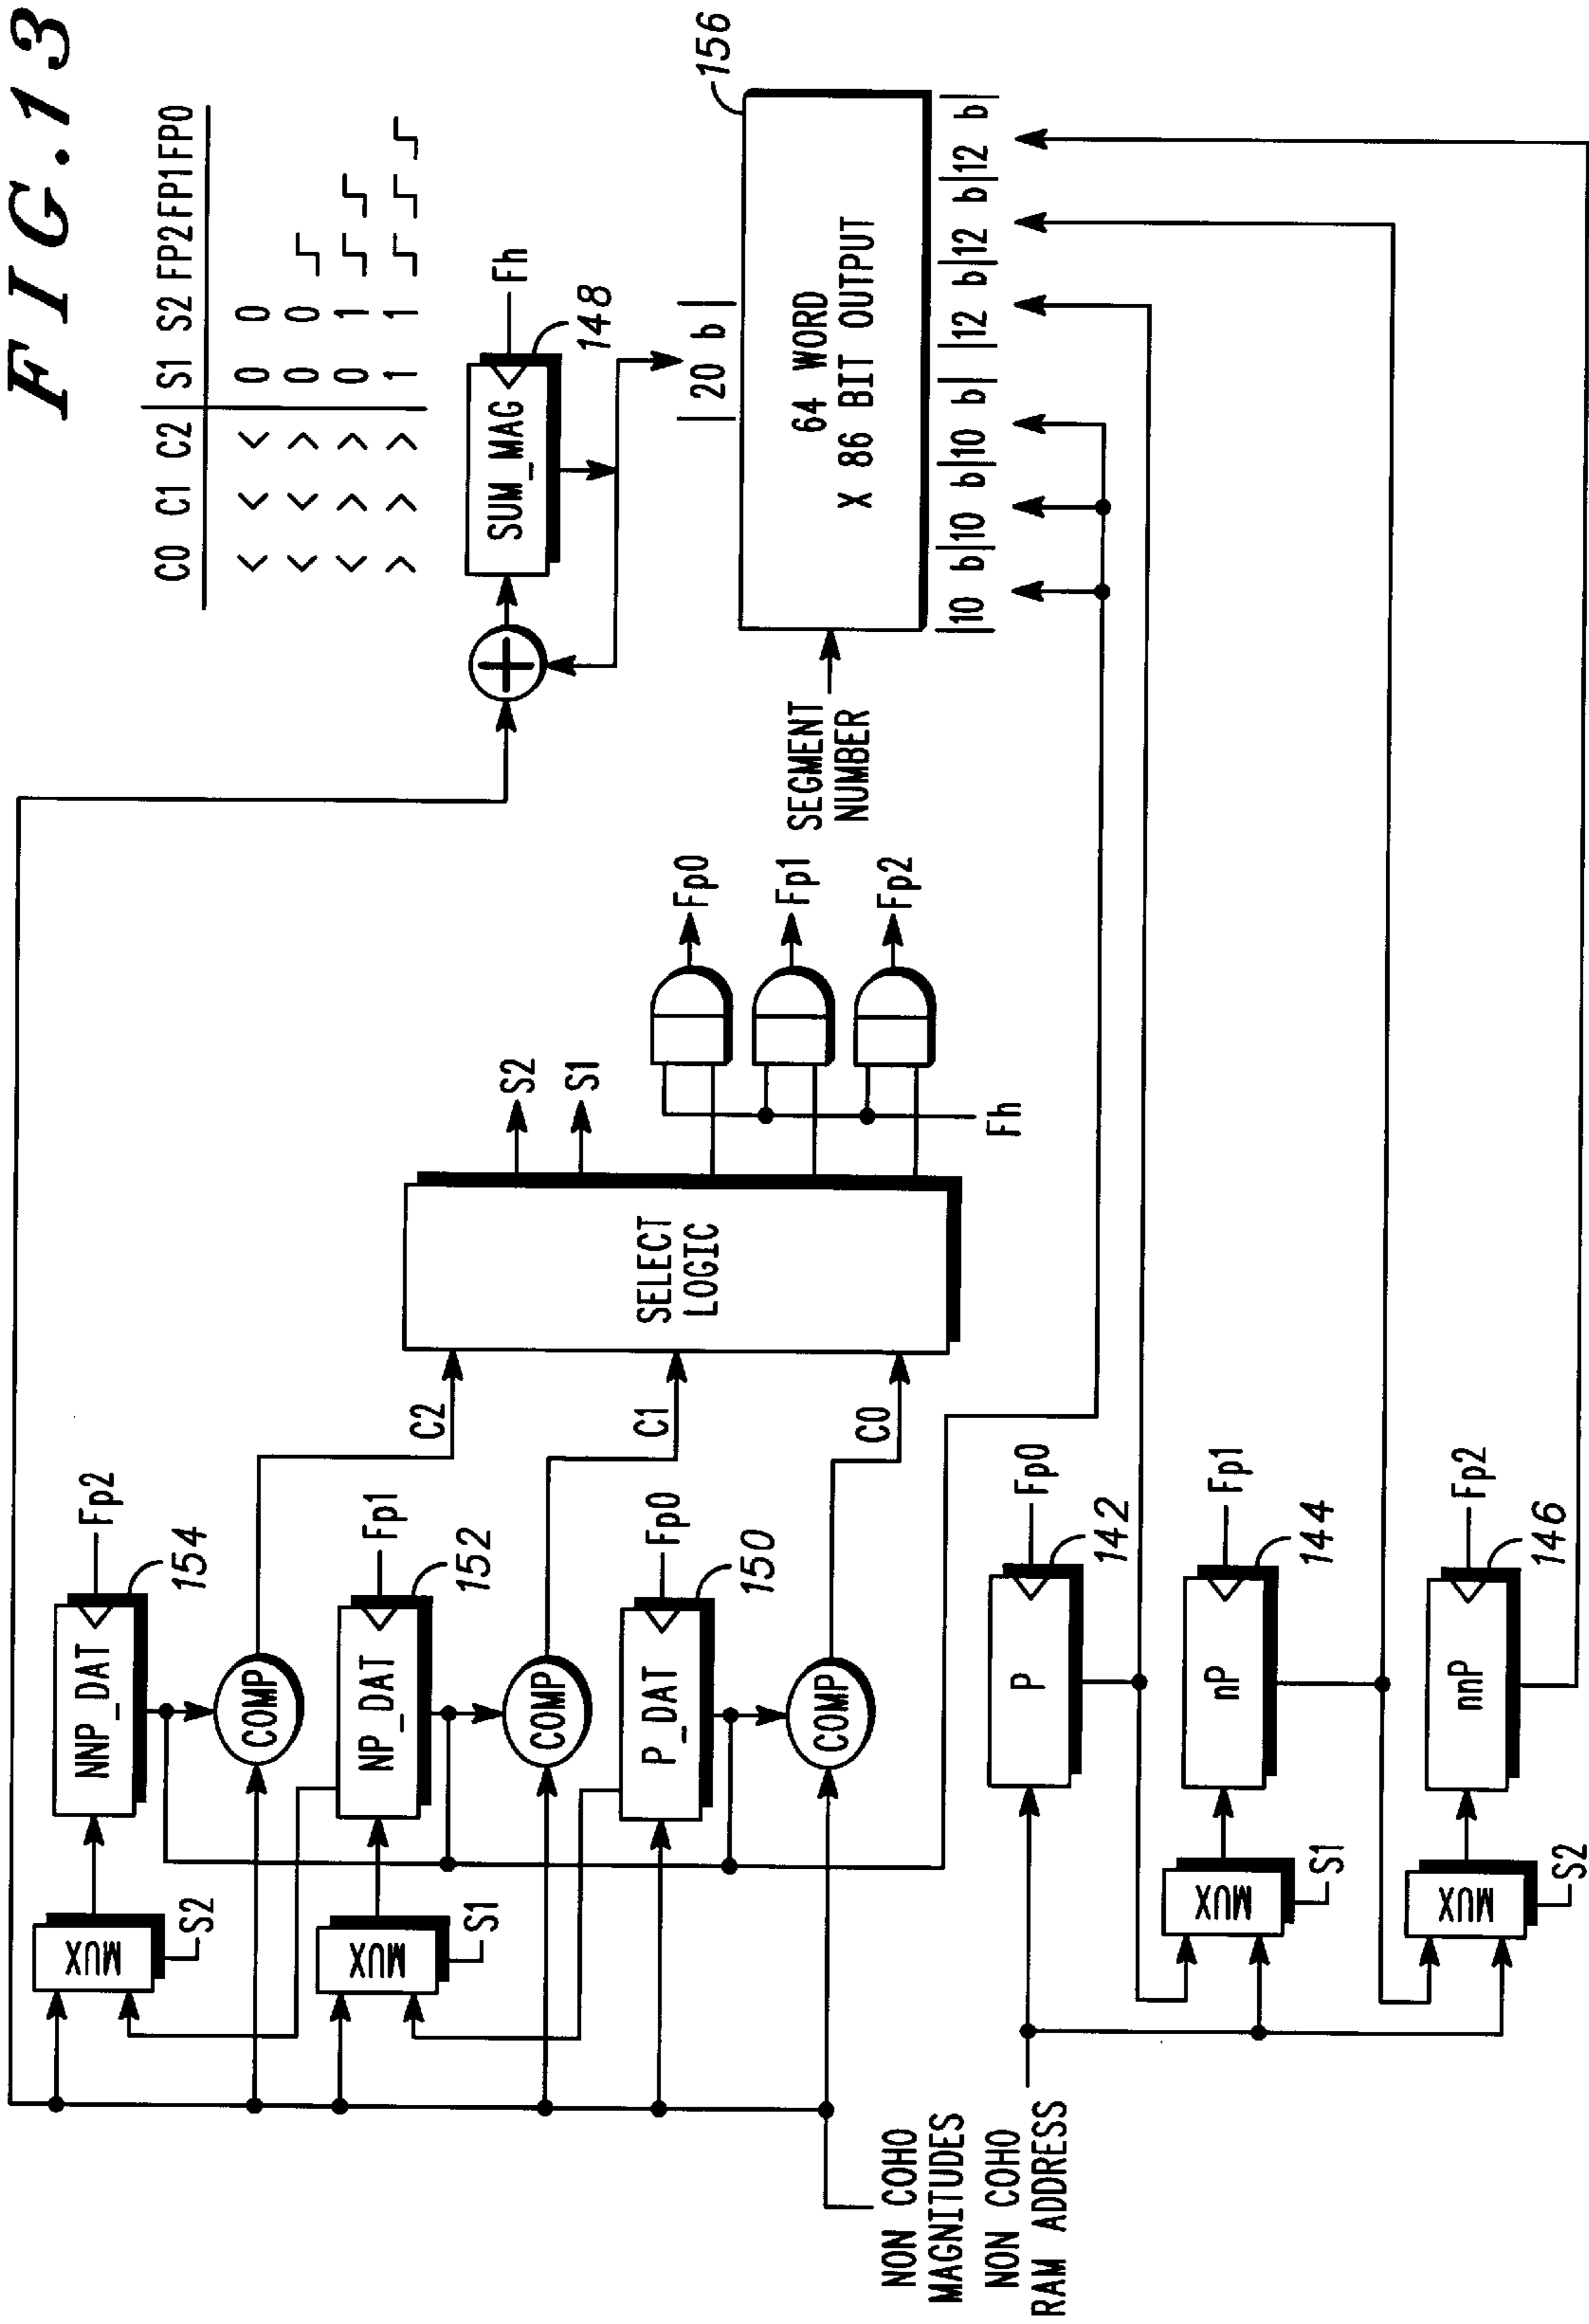 FIG.13
C0 C1 C2 S1 S2 FP2 FP1 FP0
< < < 0 0
< < > 0 0
< > > 0 1
> > > 1 1
SUM_MAG
Fh
148
| 20 b |
156
64 WORD
X 86 BIT OUTPUT
|10 b|10 b|10 b| |12 b|12 b|12 b|
SEGMENT
NUMBER
NNP_DAT
Fp2
154
MUX
S2
COMP
C2
NP_DAT
Fp1
152
MUX
S1
COMP
C1
P_DAT
Fp0
150
COMP
C0
SELECT
LOGIC
S2
S1
Fp0
Fp1
Fp2
Fh
NON COHO
MAGNITUDES
NON COHO
RAM ADDRESS
P
Fp0
142
MUX
S1
nP
Fp1
144
MUX
S2
nnP
Fp2
146